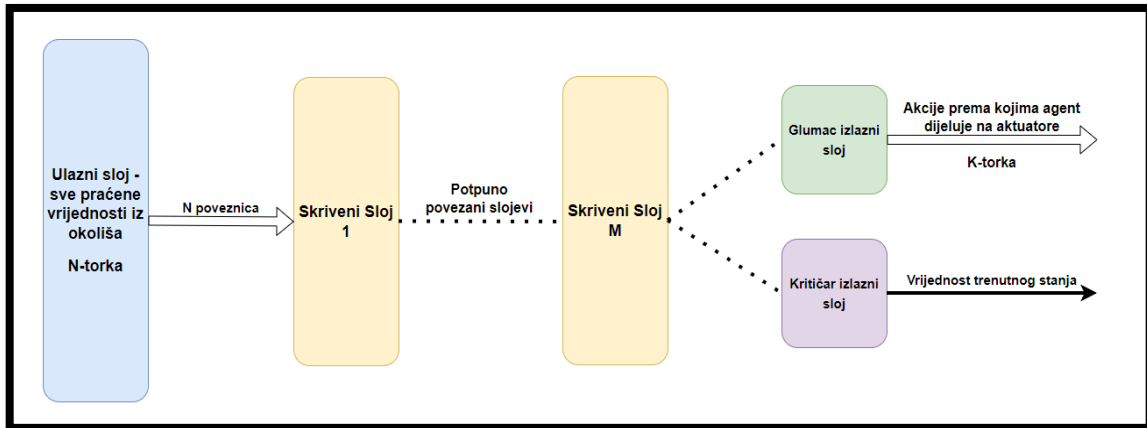 Ulazni sloj -
sve praćene
vrijednosti iz
okoliša
N-torka
N poveznica
Skriveni Sloj
1
Potpuno
povezani slojevi
Skriveni Sloj
M
Glumac izlazni
sloj
Akcije prema kojima agent
dijeluje na aktuatore
K-torka
Kritičar izlazni
sloj
Vrijednost trenutnog stanja